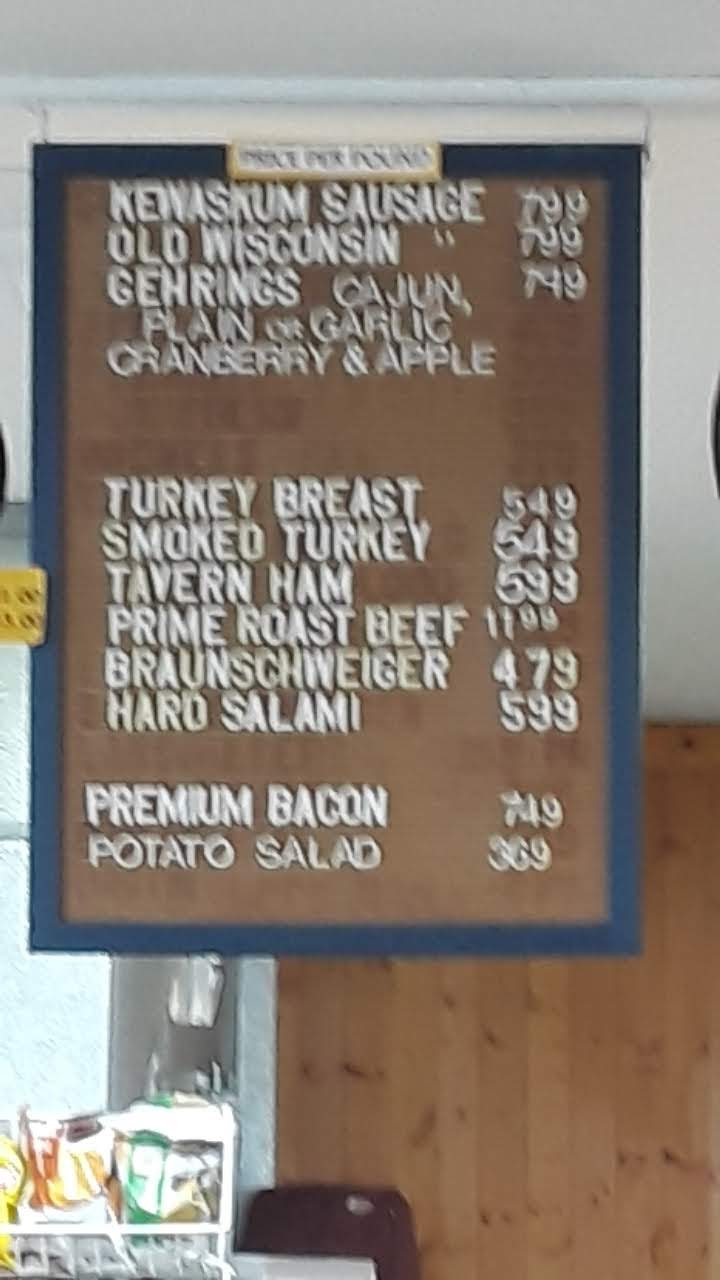 PRICE PER POUND
KEWASKUM SAUSAGE 799
OLD WISCONSIN " 799
GEHRINGS CAJUN, 749
PLAIN or GARLIC
CRANBERRY & APPLE
TURKEY BREAST 549
SMOKED TURKEY 549
TAVERN HAM 599
PRIME ROAST BEEF 1199
BRAUNSCHWEIGER 479
HARD SALAMI 599
PREMIUM BACON 749
POTATO SALAD 369